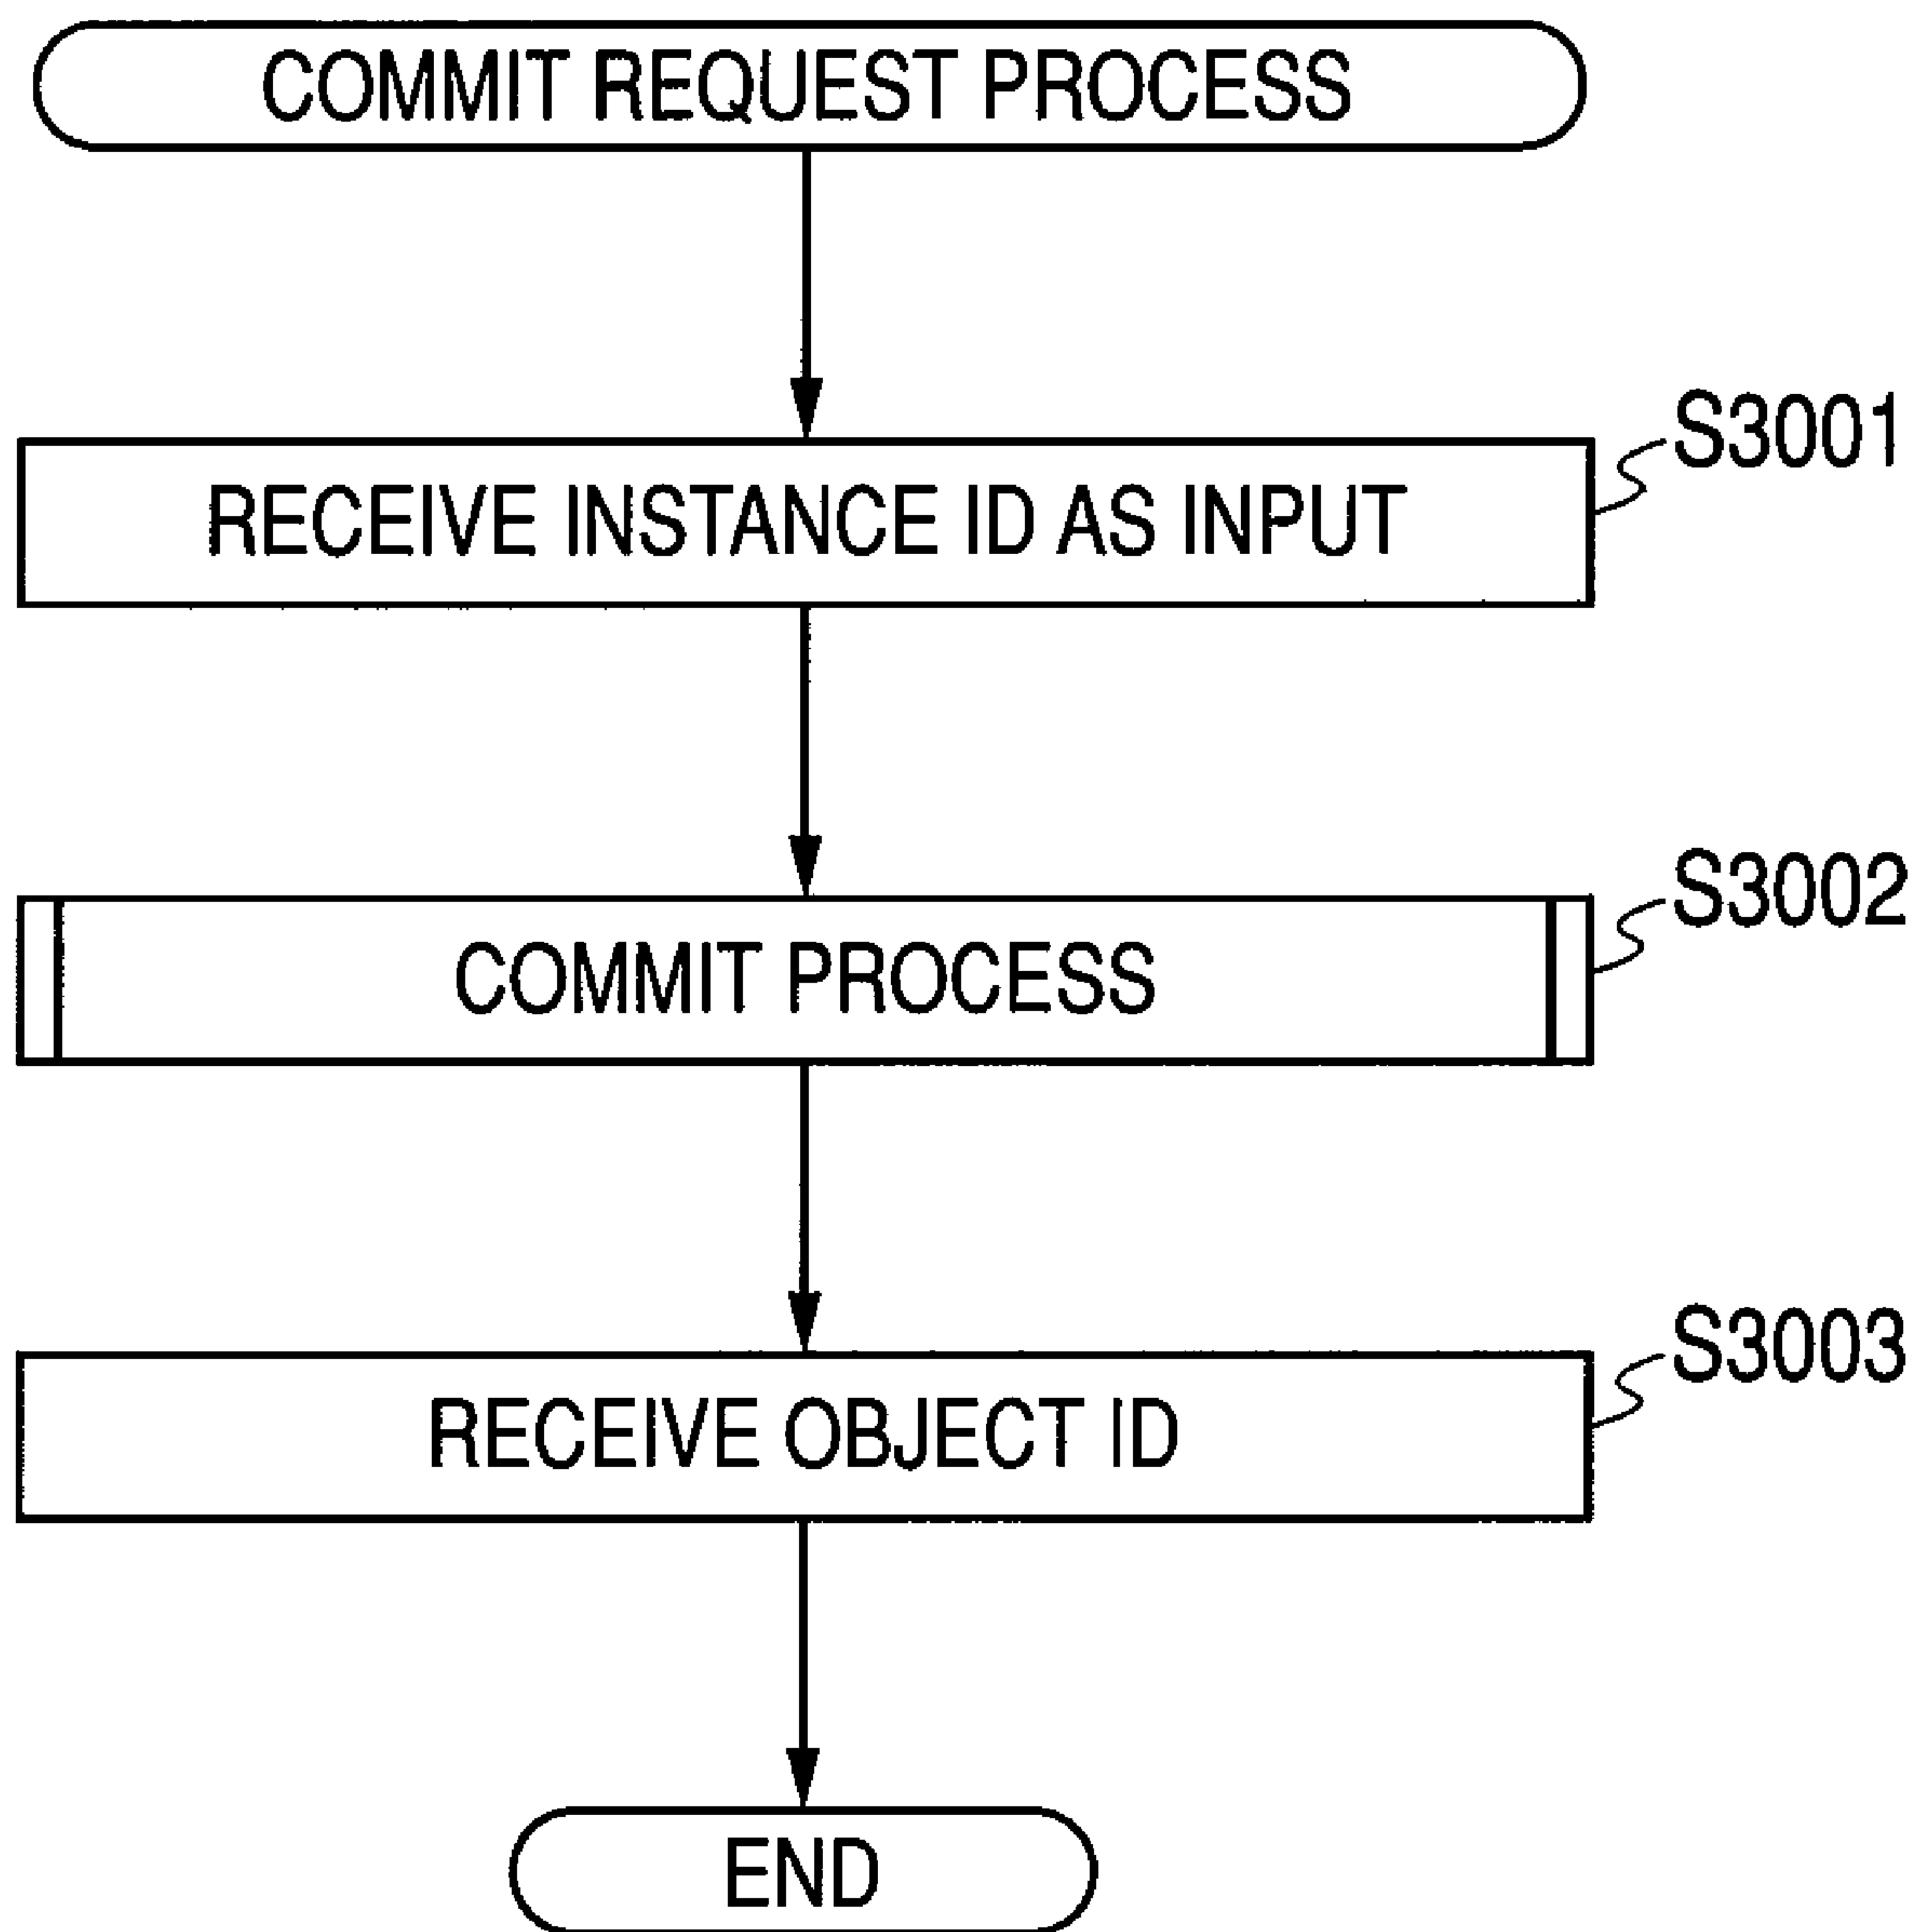 COMMIT REQUEST PROCESS
S3001
RECEIVE INSTANCE ID AS INPUT
S3002
COMMIT PROCESS
S3003
RECEIVE OBJECT ID
END